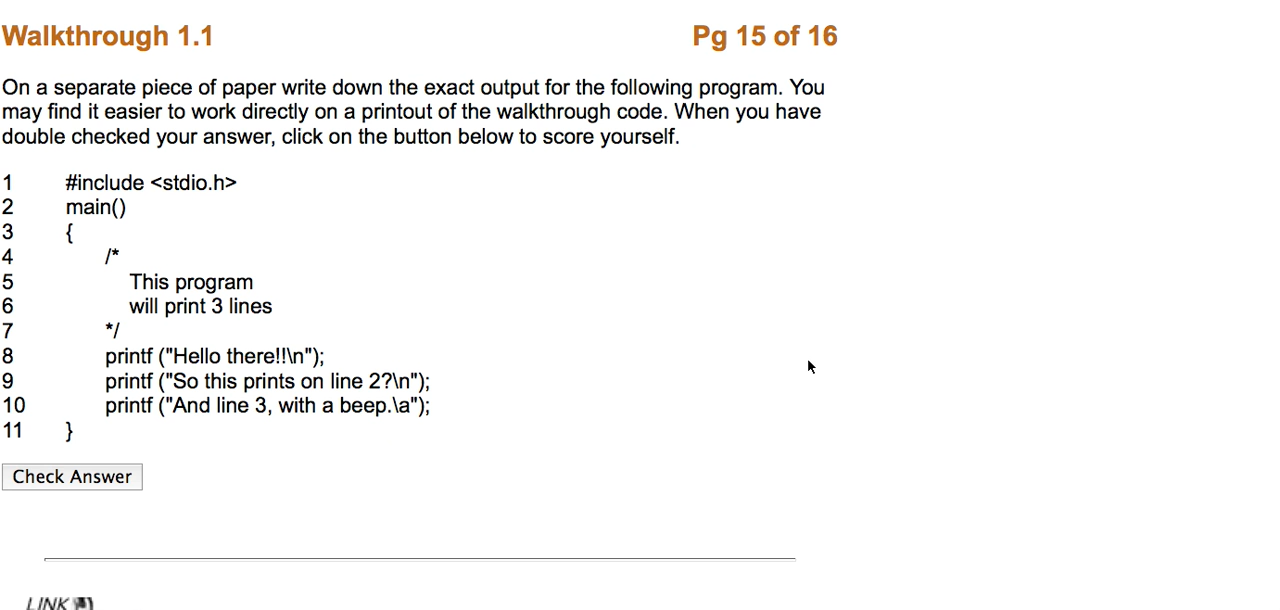 Walkthrough 1.1 Pg 15 of 16
On a separate piece of paper write down the exact output for the following program. You
may find it easier to work directly on a printout of the walkthrough code. When you have
double checked your answer, click on the button below to score yourself.
1 #include <stdio.h>
2 main()
3 {
4 /*
5 This program
6 will print 3 lines
7 */
8 printf ("Hello there!!\n");
9 printf ("So this prints on line 2?\n");
10 printf ("And line 3, with a beep.\a");
11 }
Check Answer
LINK